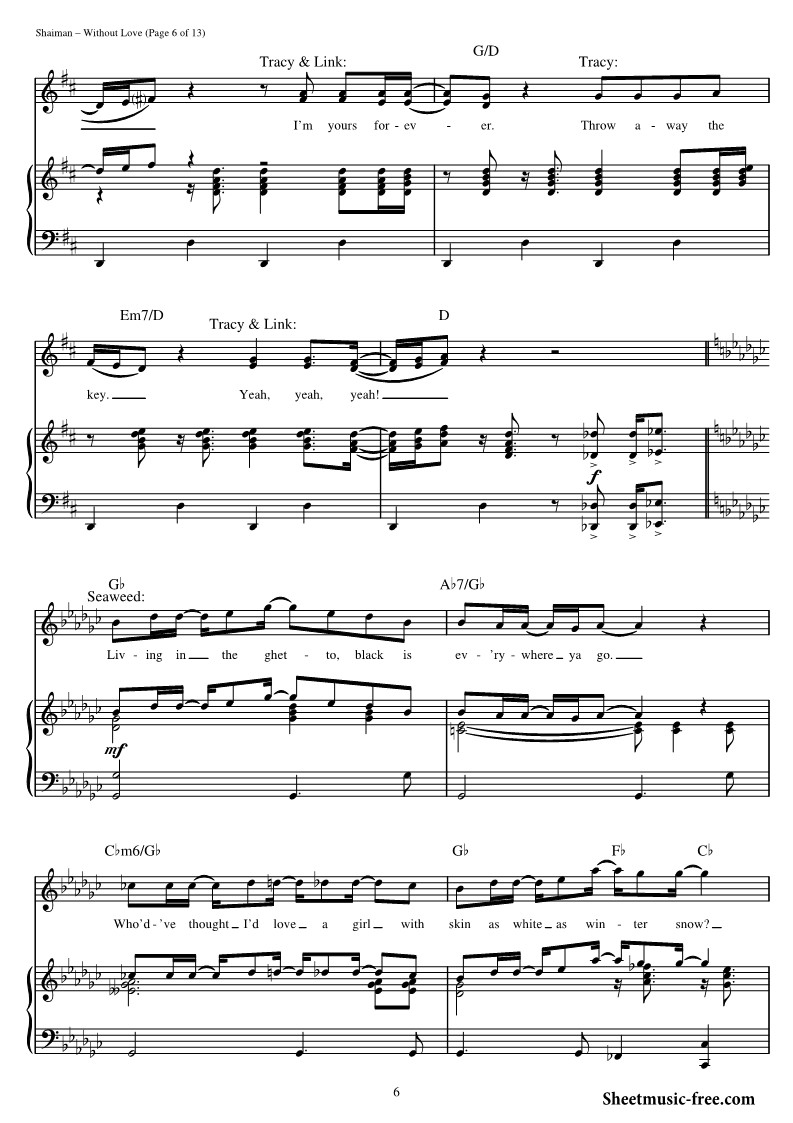 Shaiman – Without Love (Page 6 of 13)
G/D
Tracy & Link: Tracy:
I'm yours for - ev - er. Throw a - way the
Em7/D D
Tracy & Link:
key. Yeah, yeah, yeah!
f
G♭ A♭7/G♭
Seaweed:
Liv - ing in the ghet - to, black is ev - 'ry - where ya go.
mf
C♭m6/G♭ G♭ F♭ C♭
Who'd - 've thought I'd love a girl with skin as white as win - ter snow?
6
Sheetmusic-free.com